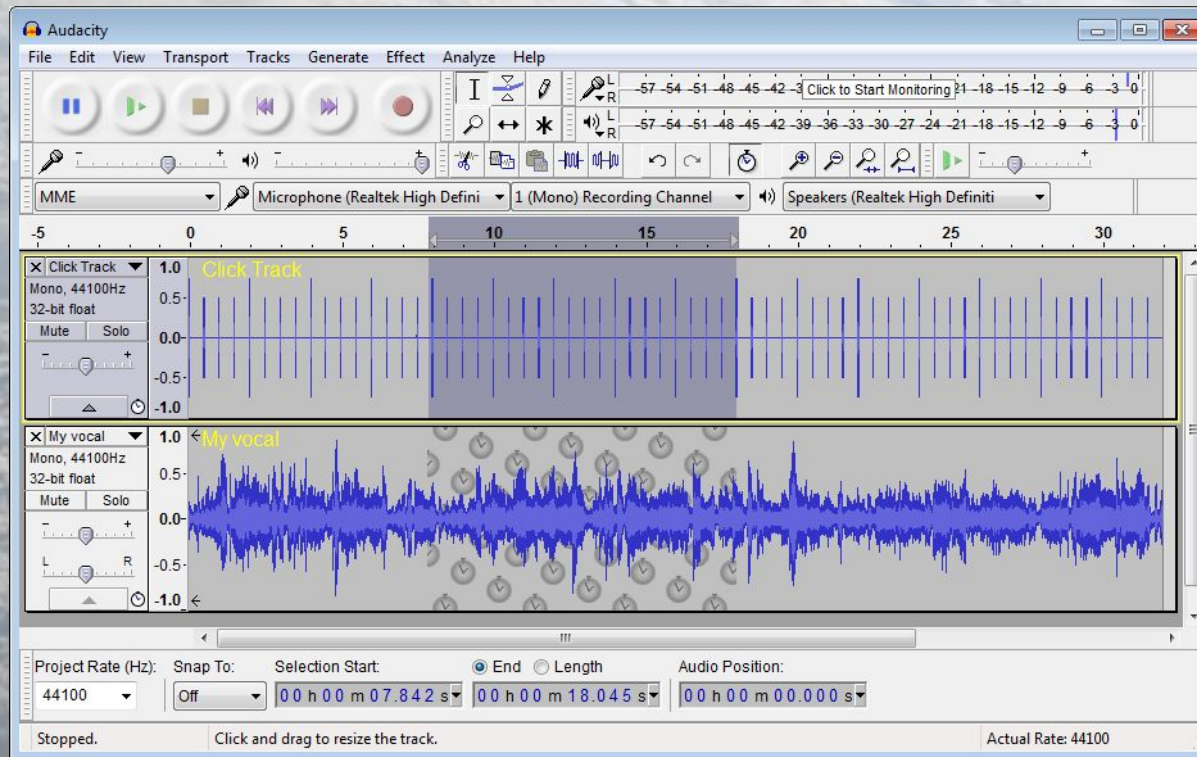 Audacity
File Edit View Transport Tracks Generate Effect Analyze Help
L
R
-57 -54 -51 -48 -45 -42 -3 Click to Start Monitoring 21 -18 -15 -12 -9 -6 -3 0
L
R
-57 -54 -51 -48 -45 -42 -39 -36 -33 -30 -27 -24 -21 -18 -15 -12 -9 -6 -3 0
- + - + - +
MME Microphone (Realtek High Defini 1 (Mono) Recording Channel Speakers (Realtek High Definiti
-5 0 5 10 15 20 25 30
Click Track 1.0 Click Track
Mono, 44100Hz
32-bit float 0.5-
Mute Solo
0.0-
- +
-0.5-
-1.0
My vocal 1.0 My vocal
Mono, 44100Hz
32-bit float 0.5-
Mute Solo
0.0-
- +
L R
-0.5-
-1.0
Project Rate (Hz): Snap To: Selection Start: End Length Audio Position:
44100 Off 00 h 00 m 07.842 s 00 h 00 m 18.045 s 00 h 00 m 00.000 s
Stopped. Click and drag to resize the track. Actual Rate: 44100